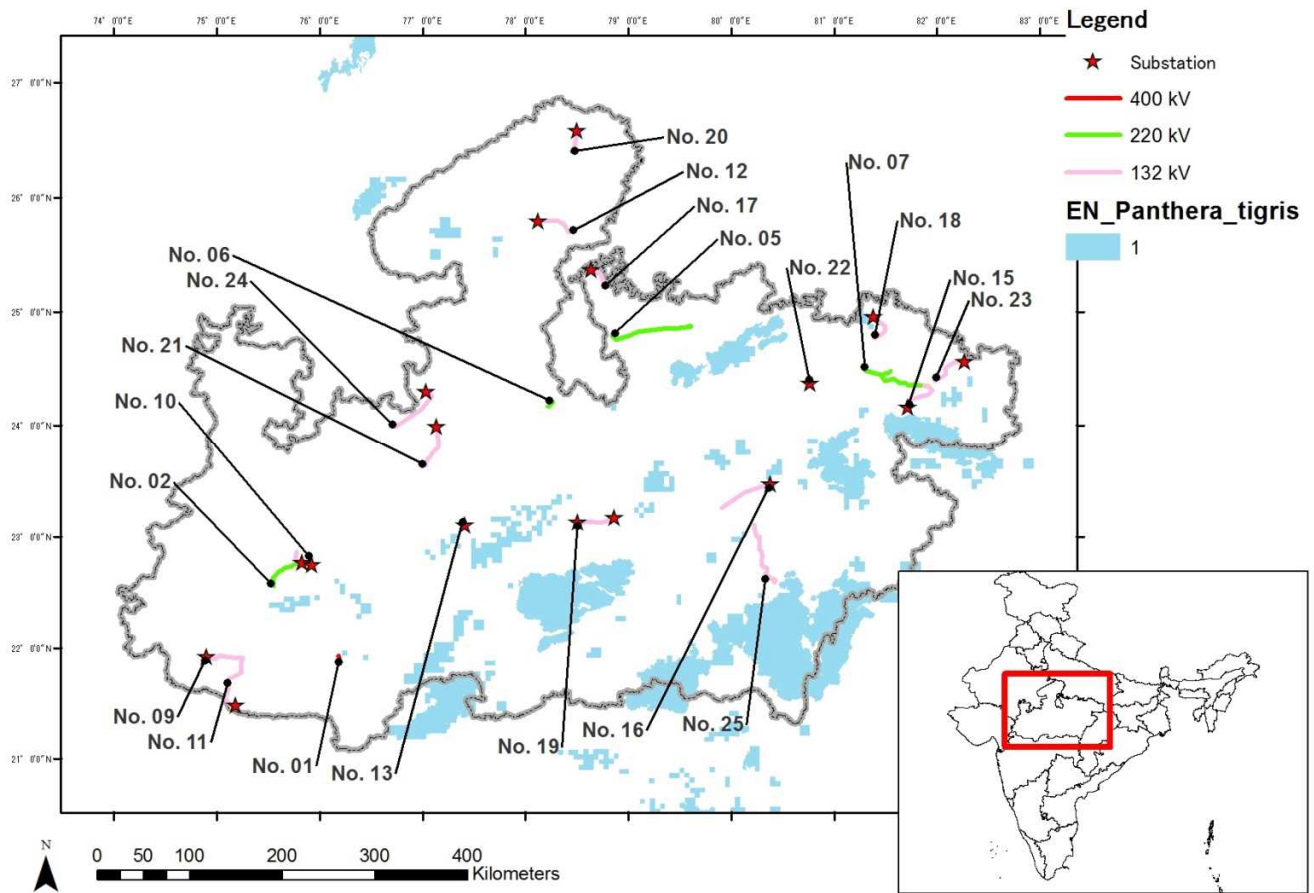 74° 0'0"E 75° 0'0"E 76° 0'0"E 77° 0'0"E 78° 0'0"E 79° 0'0"E 80° 0'0"E 81° 0'0"E 82° 0'0"E 83° 0'0"E
Legend
Substation
400 kV
220 kV
132 kV
EN_Panthera_tigris
1
27° 0'0"N
26° 0'0"N
25° 0'0"N
24° 0'0"N
23° 0'0"N
22° 0'0"N
21° 0'0"N
No. 20
No. 12
No. 07
No. 17
No. 18
No. 05
No. 06
No. 22
No. 15
No. 24
No. 23
No. 21
No. 10
No. 02
No. 09
No. 11
No. 01
No. 13
No. 19
No. 16
No. 25
N
0 50 100 200 300 400
Kilometers